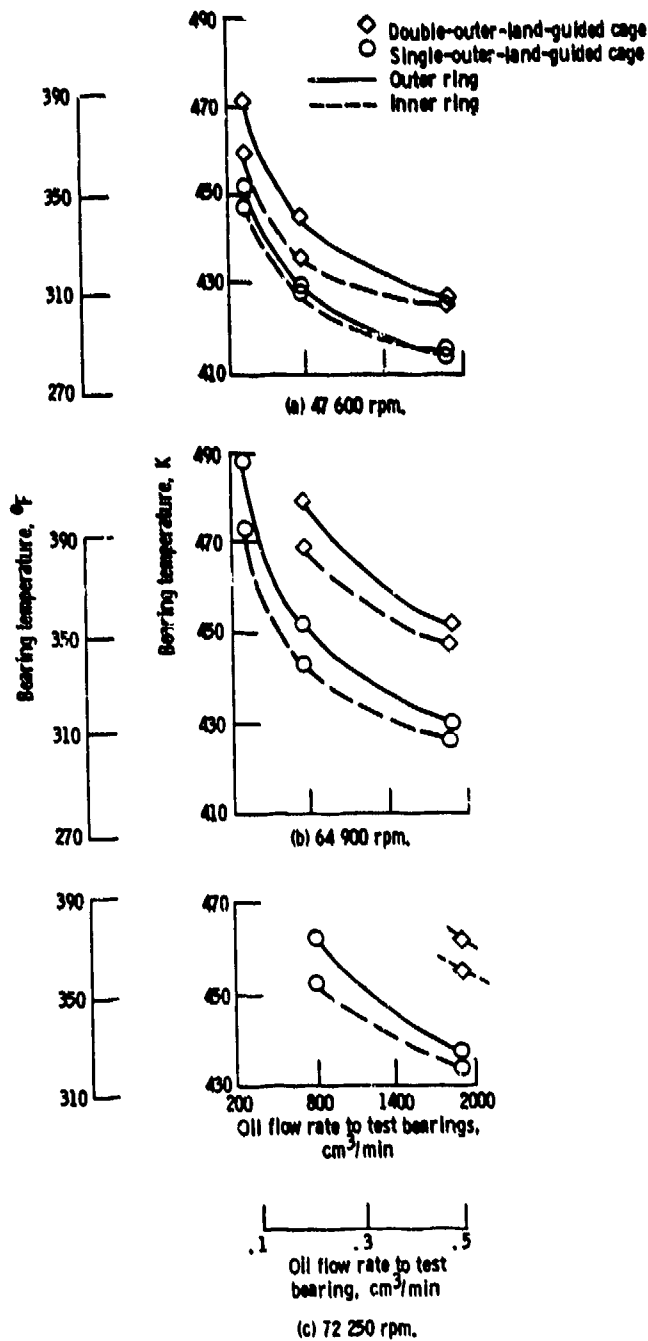 490
Double-outer-land-guided cage
Single-outer-land-guided cage
Outer ring
Inner ring
390
470
350
450
430
310
270
410
(a) 47 600 rpm.
490
Bearing temperature, °F
Bearing temperature, K
390
470
350
450
310
430
270
410
(b) 64 900 rpm.
390
470
350
450
310
430
200 800 1400 2000
Oil flow rate to test bearings,
cm³/min
.1 .3 .5
Oil flow rate to test
bearing, cm³/min
(c) 72 250 rpm.